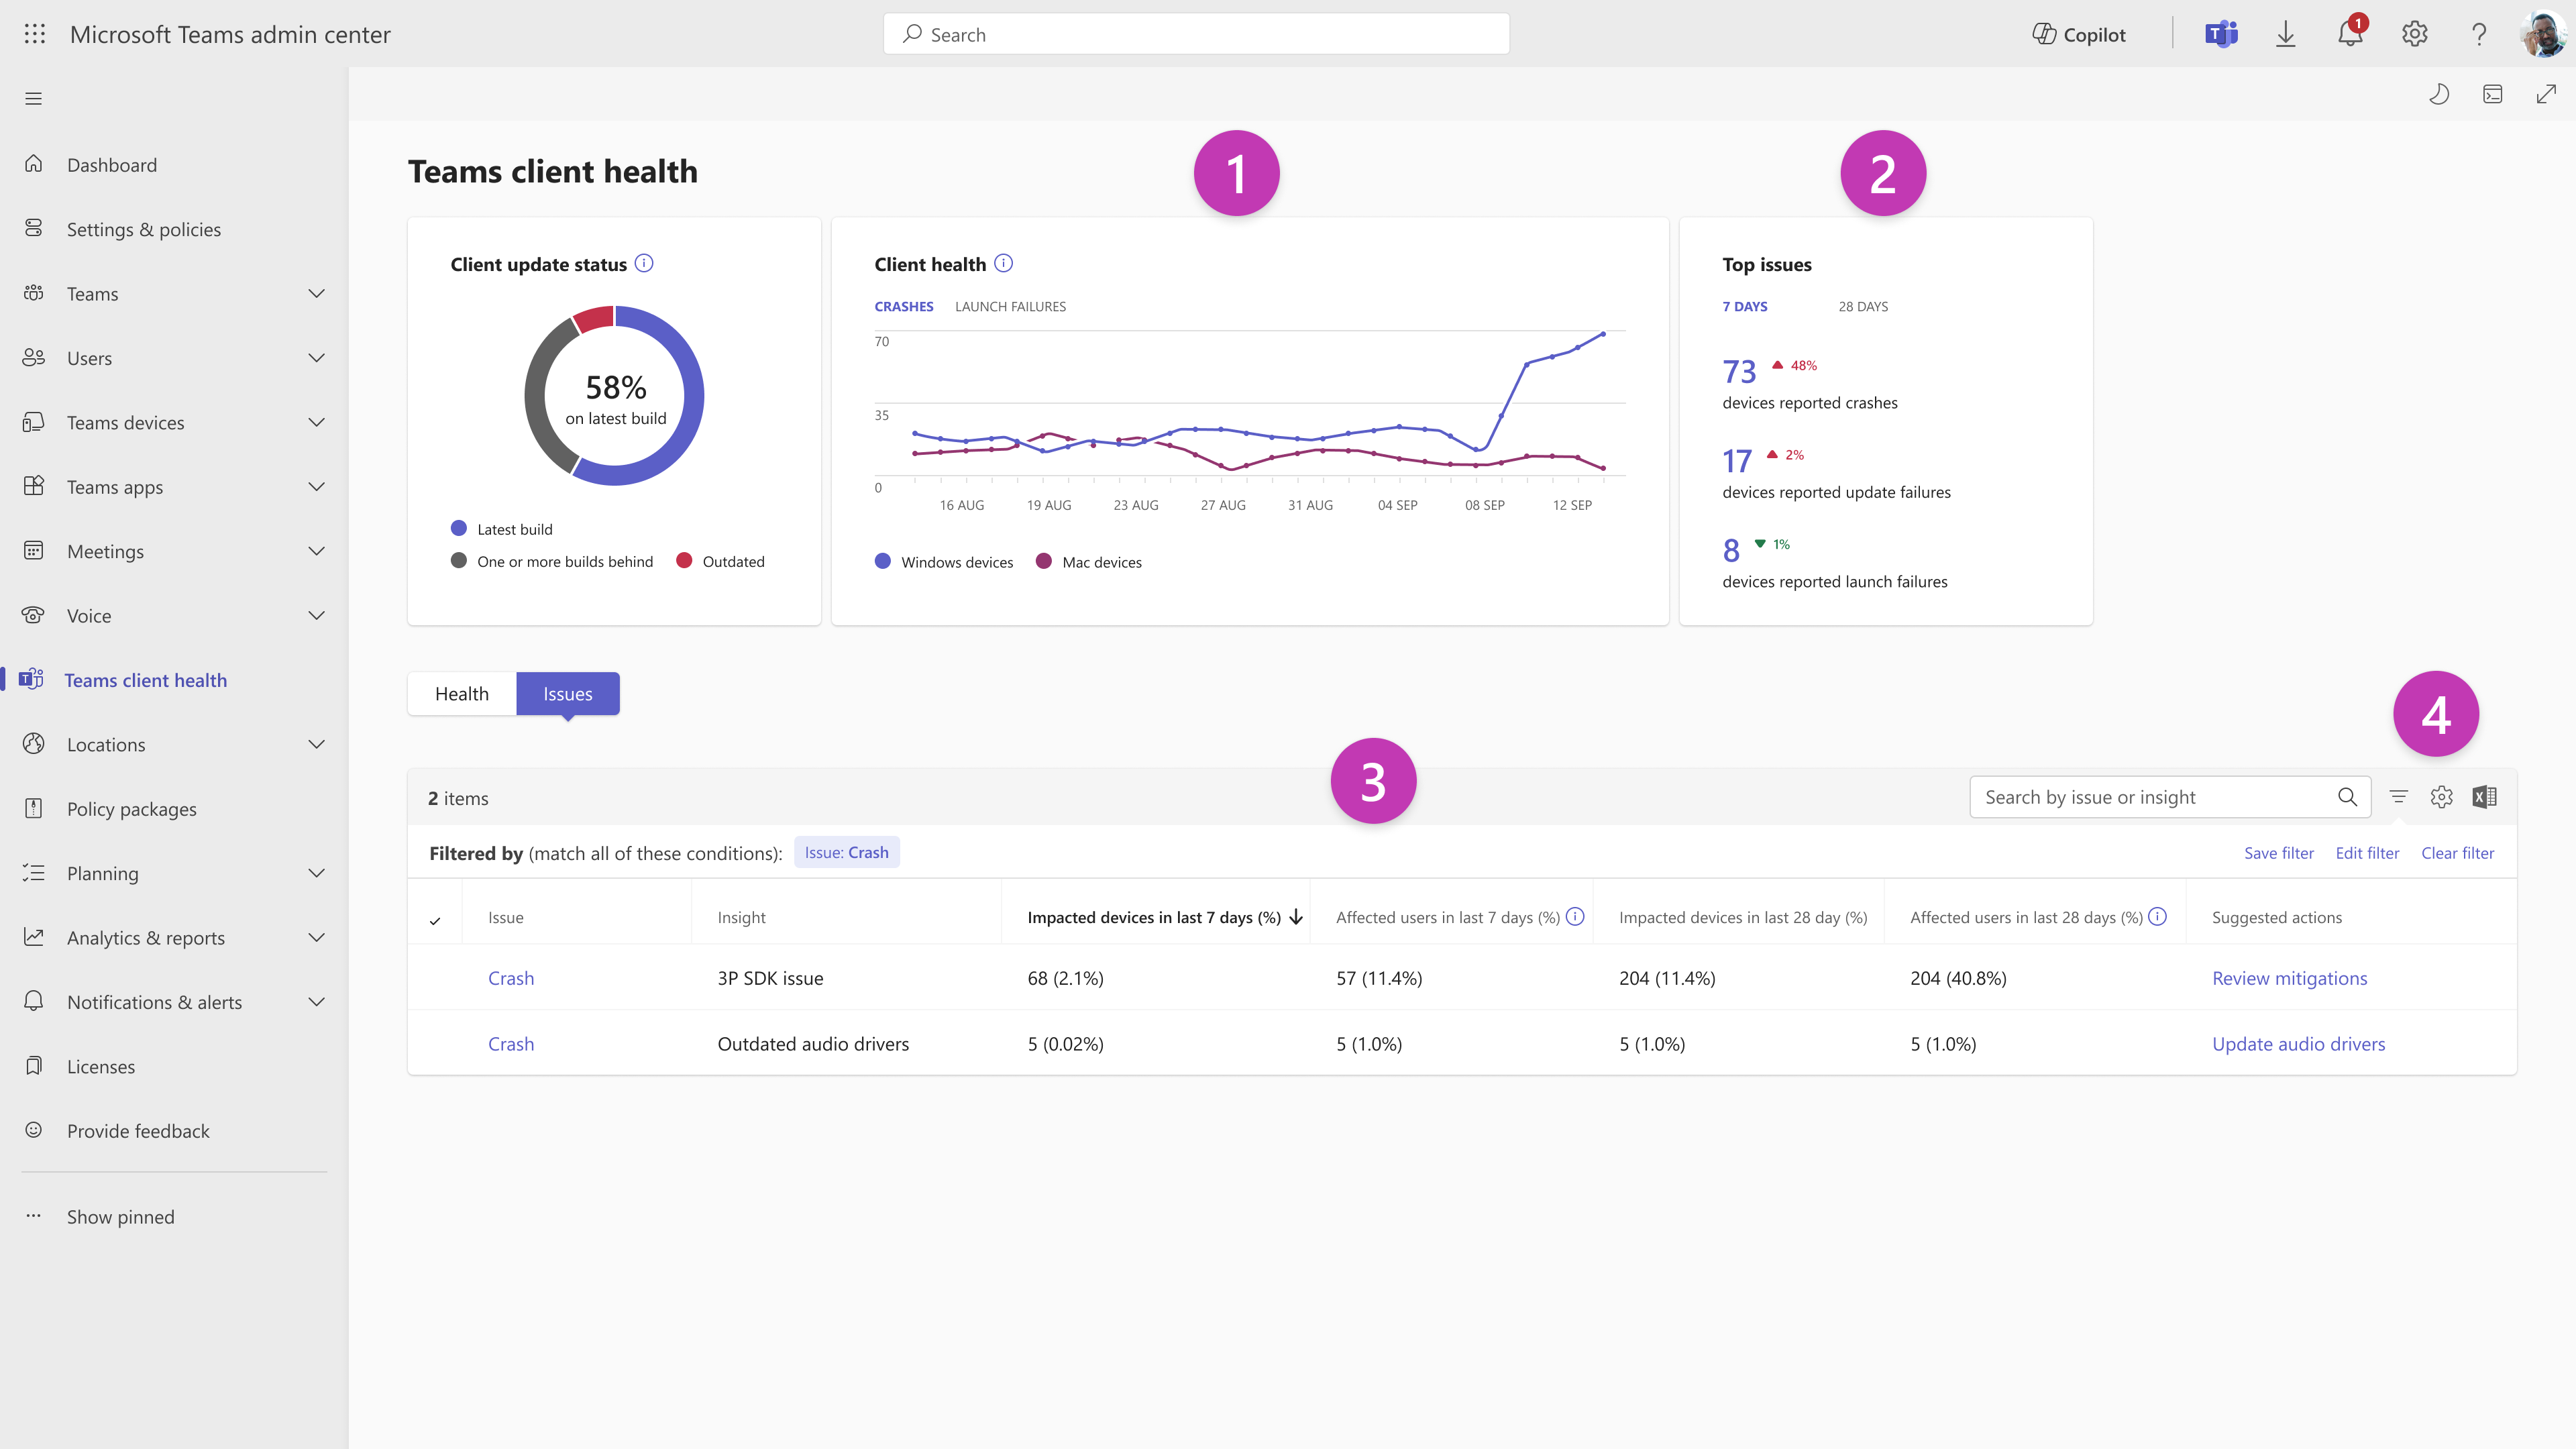 Microsoft Teams admin center
Search
Copilot
1
Dashboard
Settings & policies
Teams
Users
Teams devices
Teams apps
Meetings
Voice
Teams client health
Locations
Policy packages
Planning
Analytics & reports
Notifications & alerts
Licenses
Provide feedback
Show pinned
Teams client health
1
2
Client update status
58%
on latest build
Latest build
One or more builds behind
Outdated
Client health
CRASHES
LAUNCH FAILURES
70
35
0
16 AUG
19 AUG
23 AUG
27 AUG
31 AUG
04 SEP
08 SEP
12 SEP
Windows devices
Mac devices
Top issues
7 DAYS
28 DAYS
73 48%
devices reported crashes
17 2%
devices reported update failures
8 1%
devices reported launch failures
Health
Issues
3
4
2 items
Search by issue or insight
Filtered by (match all of these conditions): Issue: Crash
Save filter
Edit filter
Clear filter
Issue
Insight
Impacted devices in last 7 days (%)
Affected users in last 7 days (%)
Impacted devices in last 28 day (%)
Affected users in last 28 days (%)
Suggested actions
Crash
3P SDK issue
68 (2.1%)
57 (11.4%)
204 (11.4%)
204 (40.8%)
Review mitigations
Crash
Outdated audio drivers
5 (0.02%)
5 (1.0%)
5 (1.0%)
5 (1.0%)
Update audio drivers